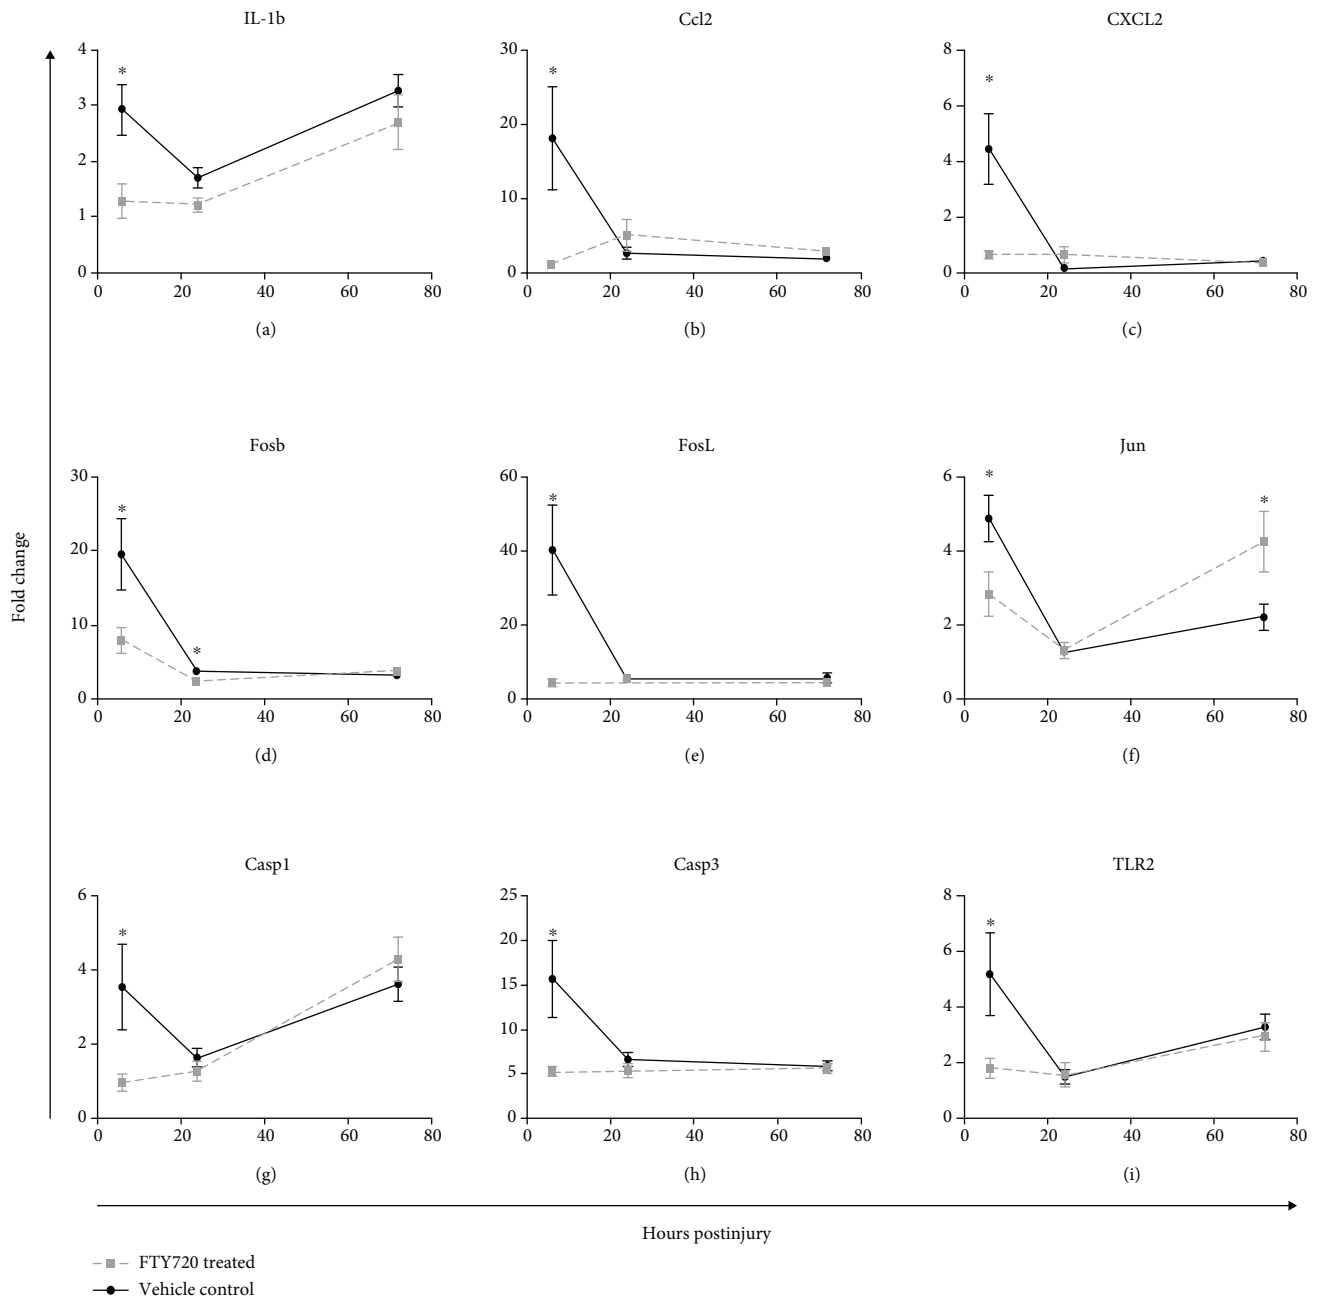 IL-1b
Ccl2
CXCL2
4
3
2
1
0
0 20 40 60 80
30
20
10
0
0 20 40 60 80
8
6
4
2
0
0 20 40 60 80
*
*
*
(a)
(b)
(c)
Fosb
FosL
Jun
30
20
10
0
0 20 40 60 80
60
40
20
0
0 20 40 60 80
6
4
2
0
0 20 40 60 80
* *
*
* *
(d)
(e)
(f)
Fold change
Casp1
Casp3
TLR2
6
4
2
0
0 20 40 60 80
25
20
15
10
5
0
0 20 40 60 80
8
6
4
2
0
0 20 40 60 80
*
*
*
(g)
(h)
(i)
Hours postinjury
FTY720 treated
Vehicle control